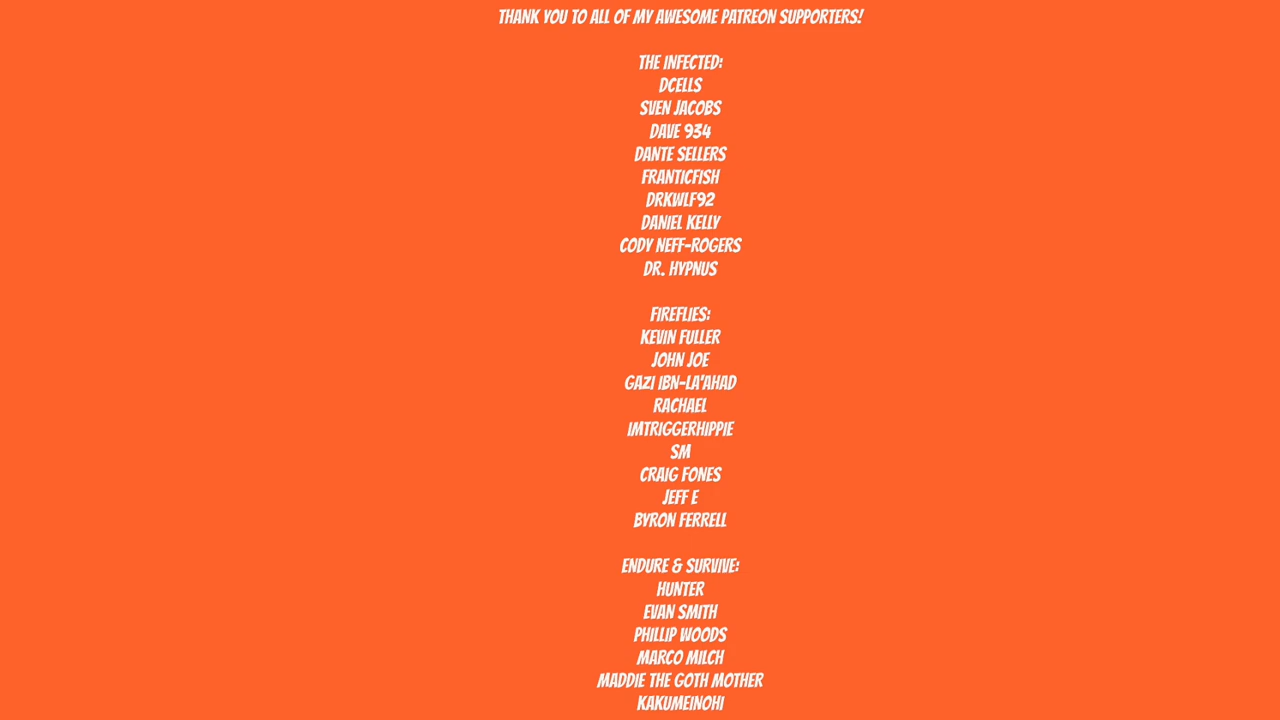 THANK YOU TO ALL OF MY AWESOME PATREON SUPPORTERS!
THE INFECTED:
DCELLS
SVEN JACOBS
DAVE 934
DANTE SELLERS
FRANTICFISH
DRKWLF92
DANIEL KELLY
CODY NEFF-ROGERS
DR. HYPNUS
FIREFLIES:
KEVIN FULLER
JOHN JOE
GAZI IBN-LA'AHAD
RACHAEL
IMTRIGGERHIPPIE
SM
CRAIG FONES
JEFF E
BYRON FERRELL
ENDURE & SURVIVE:
HUNTER
EVAN SMITH
PHILLIP WOODS
MARCO MILCH
MADDIE THE GOTH MOTHER
KAKUMEINOHI